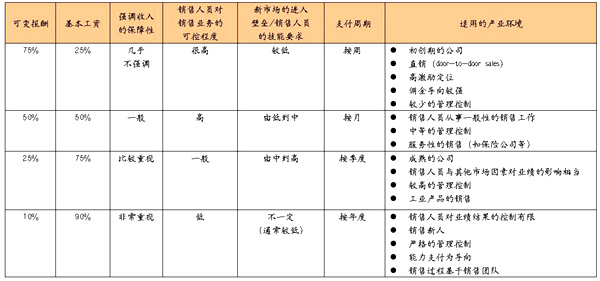 可变报酬 基本工资 强调收入的保障性 销售人员对销售业务的可控程度 新市场的进入壁垒/销售人员的技能要求 支付周期 适用的产业环境
75% 25% 几乎不强调 很高 较低 按周
● 初创期的公司
● 直销（door-to-door sales）
● 高激励定位
● 佣金导向较强
● 较少的管理控制
50% 50% 一般 高 由低到中 按月
● 销售人员从事一般性的销售工作
● 中等的管理控制
● 服务性的销售（如保险公司等）
25% 75% 比较重视 一般 由中到高 按季度
● 成熟的公司
● 销售人员与其他市场因素对业绩的影响相当
● 较高的管理控制
● 工业产品的销售
10% 90% 非常重视 低 不一定（通常较低） 按年度
● 销售人员对业绩结果的控制有限
● 销售新人
● 严格的管理控制
● 能力支付为导向
● 销售过程基于销售团队